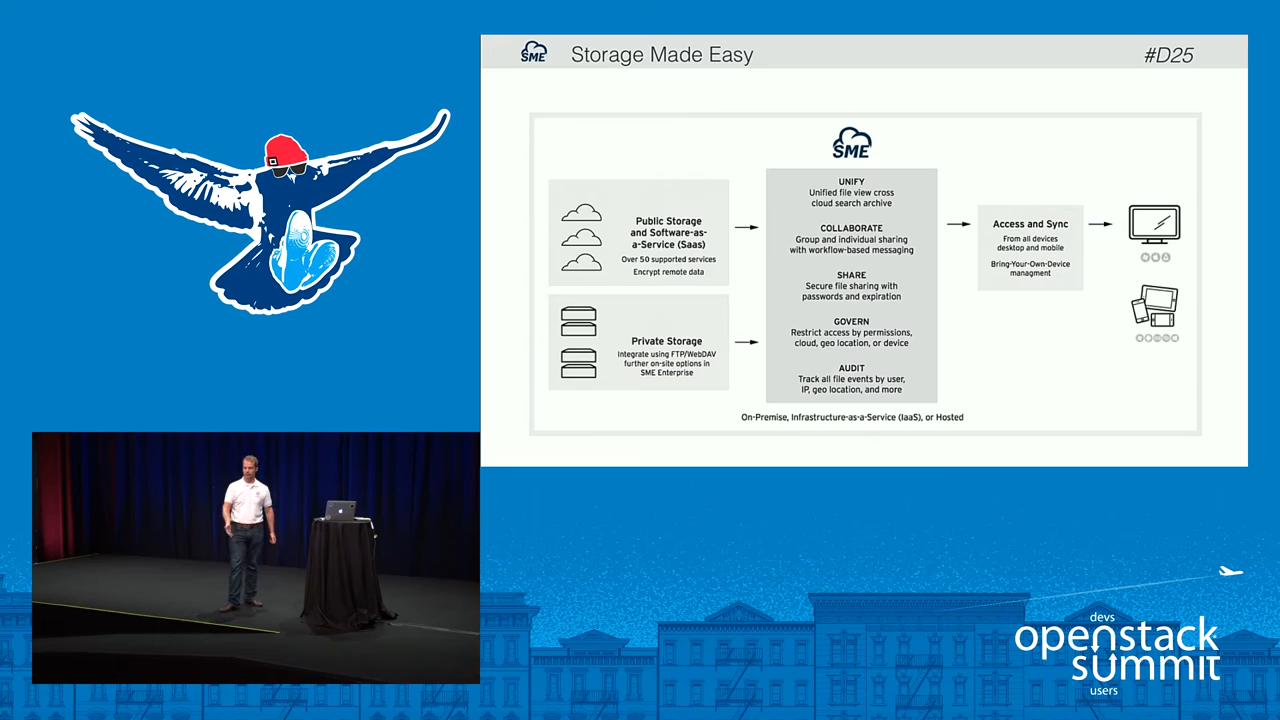 SME
Storage Made Easy
#D25
SME
Public Storage
and Software-as-
a-Service (Saas)
Over 50 supported services
Encrypt remote data
Private Storage
Integrate using FTP/WebDAV
further on-site options in
SME Enterprise
UNIFY
Unified file view cross
cloud search archive
COLLABORATE
Group and individual sharing
with workflow-based messaging
SHARE
Secure file sharing with
passwords and expiration
GOVERN
Restrict access by permissions,
cloud, geo location, or device
AUDIT
Track all file events by user,
IP, geo location, and more
Access and Sync
From all devices
desktop and mobile
Bring-Your-Own-Device
managment
On-Premise, Infrastructure-as-a-Service (IaaS), or Hosted
devs
openstack
summit
users